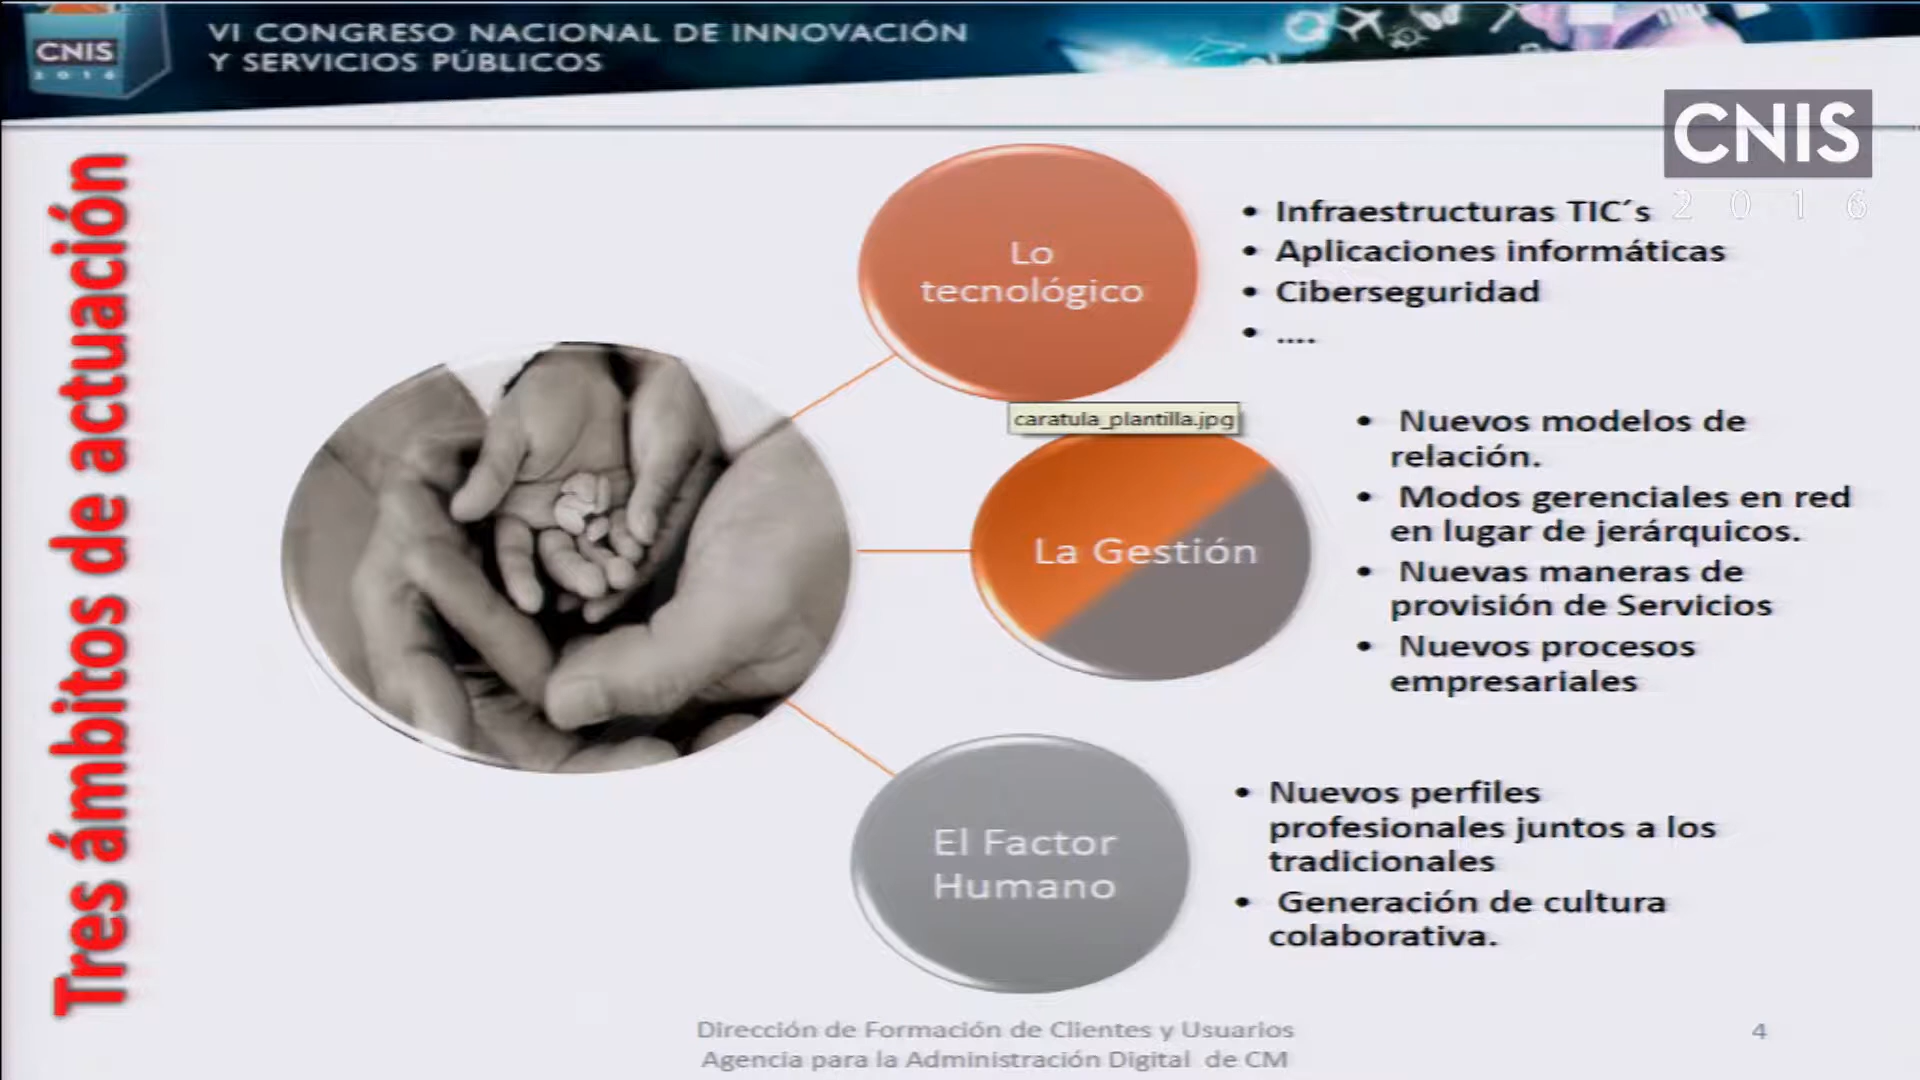 CNIS
2016
VI CONGRESO NACIONAL DE INNOVACIÓN
Y SERVICIOS PÚBLICOS
CNIS
2016
Tres ámbitos de actuación
Lo
tecnológico
• Infraestructuras TIC´s
• Aplicaciones informáticas
• Ciberseguridad
• ....
caratula_plantilla.jpg
La Gestión
• Nuevos modelos de
relación.
• Modos gerenciales en red
en lugar de jerárquicos.
• Nuevas maneras de
provisión de Servicios
• Nuevos procesos
empresariales
El Factor
Humano
• Nuevos perfiles
profesionales juntos a los
tradicionales
• Generación de cultura
colaborativa.
Dirección de Formación de Clientes y Usuarios
Agencia para la Administración Digital de CM
4